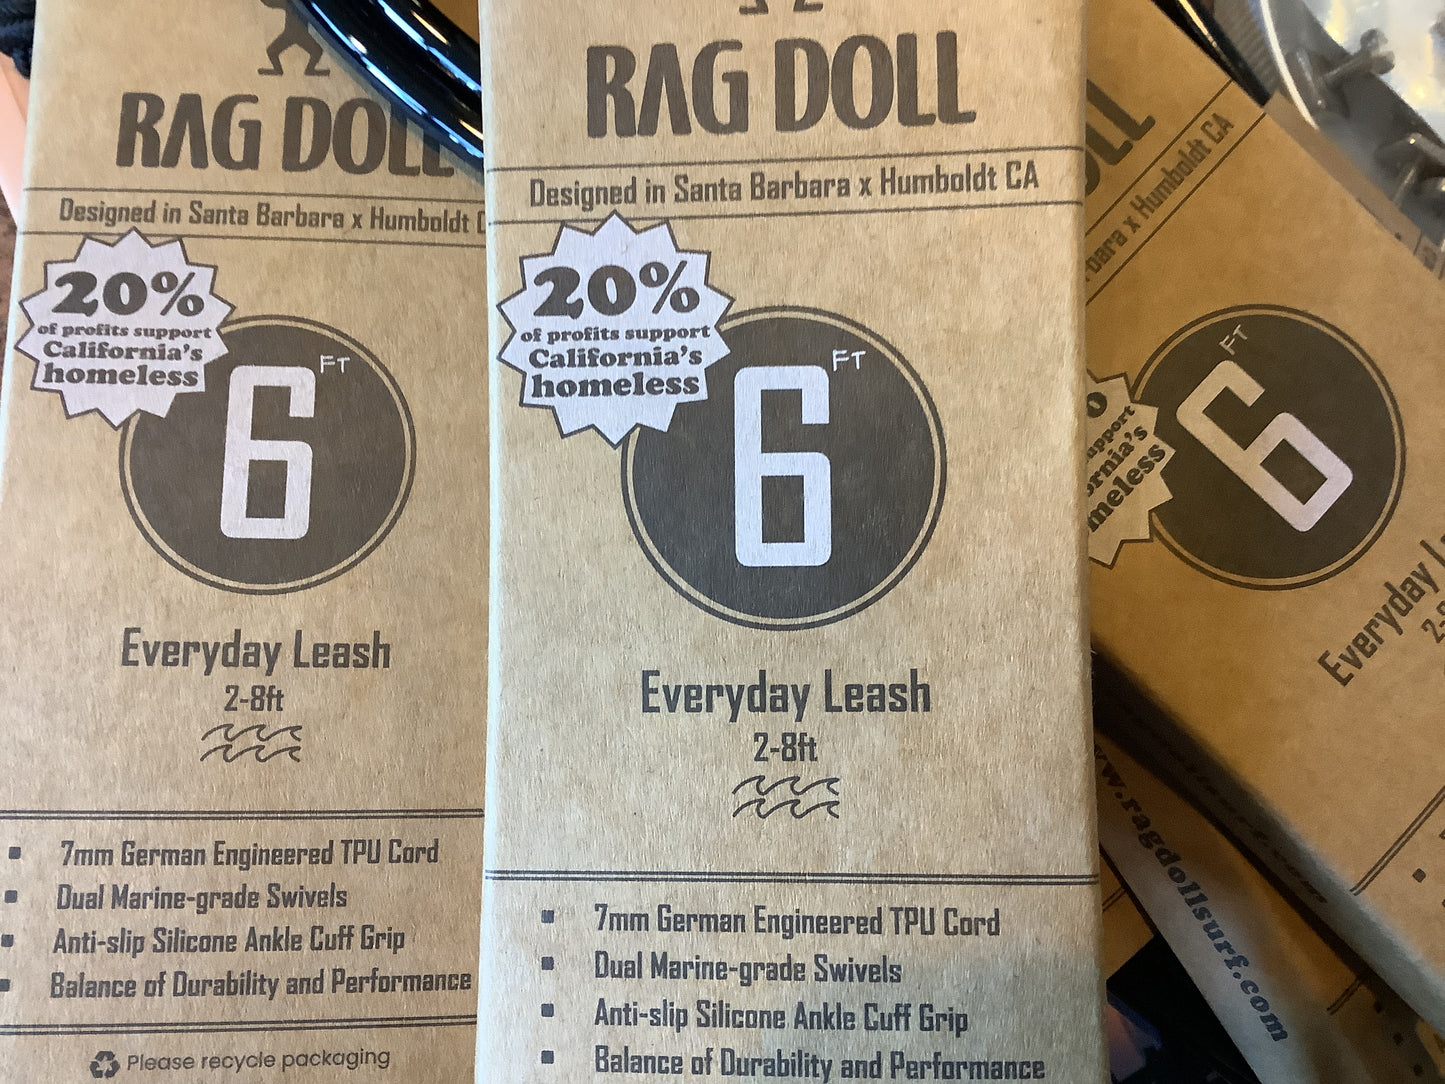 RAG DOLL
Designed in Santa Barbara x Humboldt
20%
of profits support
California's
homeless
6 FT
Everyday Leash
2-8ft
7mm German Engineered TPU Cord
Dual Marine-grade Swivels
Anti-slip Silicone Ankle Cuff Grip
Balance of Durability and Performance
Please recycle packaging
RAG DOLL
Designed in Santa Barbara x Humboldt CA
20%
of profits support
California's
homeless
6 FT
Everyday Leash
2-8ft
7mm German Engineered TPU Cord
Dual Marine-grade Swivels
Anti-slip Silicone Ankle Cuff Grip
Balance of Durability and Performance
x Humboldt CA
6 FT
Everyday
www.ragdollsurf.com